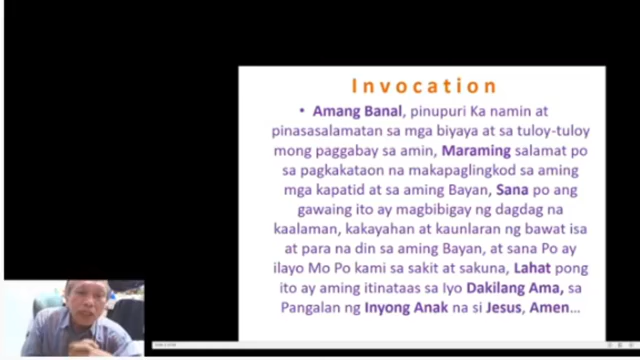 Invocation
• Amang Banal, pinupuri Ka namin at
pinasasalamatan sa mga biyaya at sa tuloy-tuloy
mong paggabay sa amin, Maraming salamat po
sa pagkakataon na makapaglingkod sa aming
mga kapatid at sa aming Bayan, Sana po ang
gawaing ito ay magbibigay ng dagdag na
kaalaman, kakayahan at kaunlaran ng bawat isa
at para na din sa aming Bayan, at sana Po ay
ilayo Mo Po kami sa sakit at sakuna, Lahat pong
ito ay aming itinataas sa Iyo Dakilang Ama, sa
Pangalan ng Inyong Anak na si Jesus, Amen...